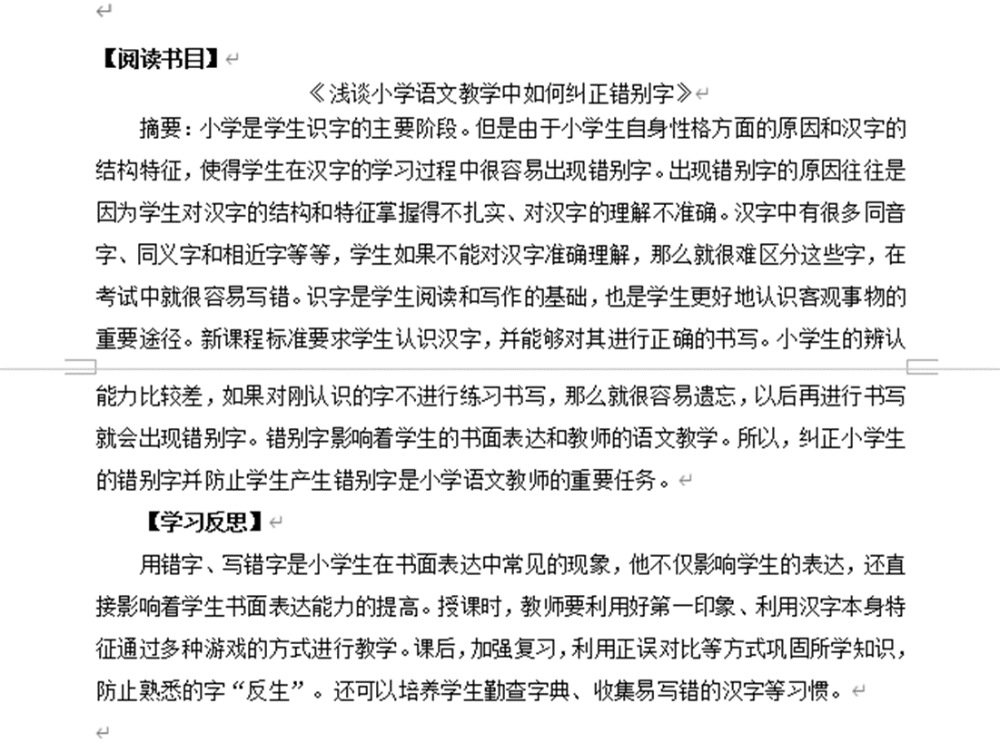 【阅读书目】
《浅谈小学语文教学中如何纠正错别字》
摘要：小学是学生识字的主要阶段。但是由于小学生自身性格方面的原因和汉字的
结构特征，使得学生在汉字的学习过程中很容易出现错别字。出现错别字的原因往往是
因为学生对汉字的结构和特征掌握得不扎实、对汉字的理解不准确。汉字中有很多同音
字、同义字和相近字等等，学生如果不能对汉字准确理解，那么就很难区分这些字，在
考试中就很容易写错。识字是学生阅读和写作的基础，也是学生更好地认识客观事物的
重要途径。新课程标准要求学生认识汉字，并能够对其进行正确的书写。小学生的辨认
能力比较差，如果对刚认识的字不进行练习书写，那么就很容易遗忘，以后再进行书写
就会出现错别字。错别字影响着学生的书面表达和教师的语文教学。所以，纠正小学生
的错别字并防止学生产生错别字是小学语文教师的重要任务。
【学习反思】
用错字、写错字是小学生在书面表达中常见的现象，他不仅影响学生的表达，还直
接影响着学生书面表达能力的提高。授课时，教师要利用好第一印象、利用汉字本身特
征通过多种游戏的方式进行教学。课后，加强复习，利用正误对比等方式巩固所学知识，
防止熟悉的字“反生”。还可以培养学生勤查字典、收集易写错的汉字等习惯。